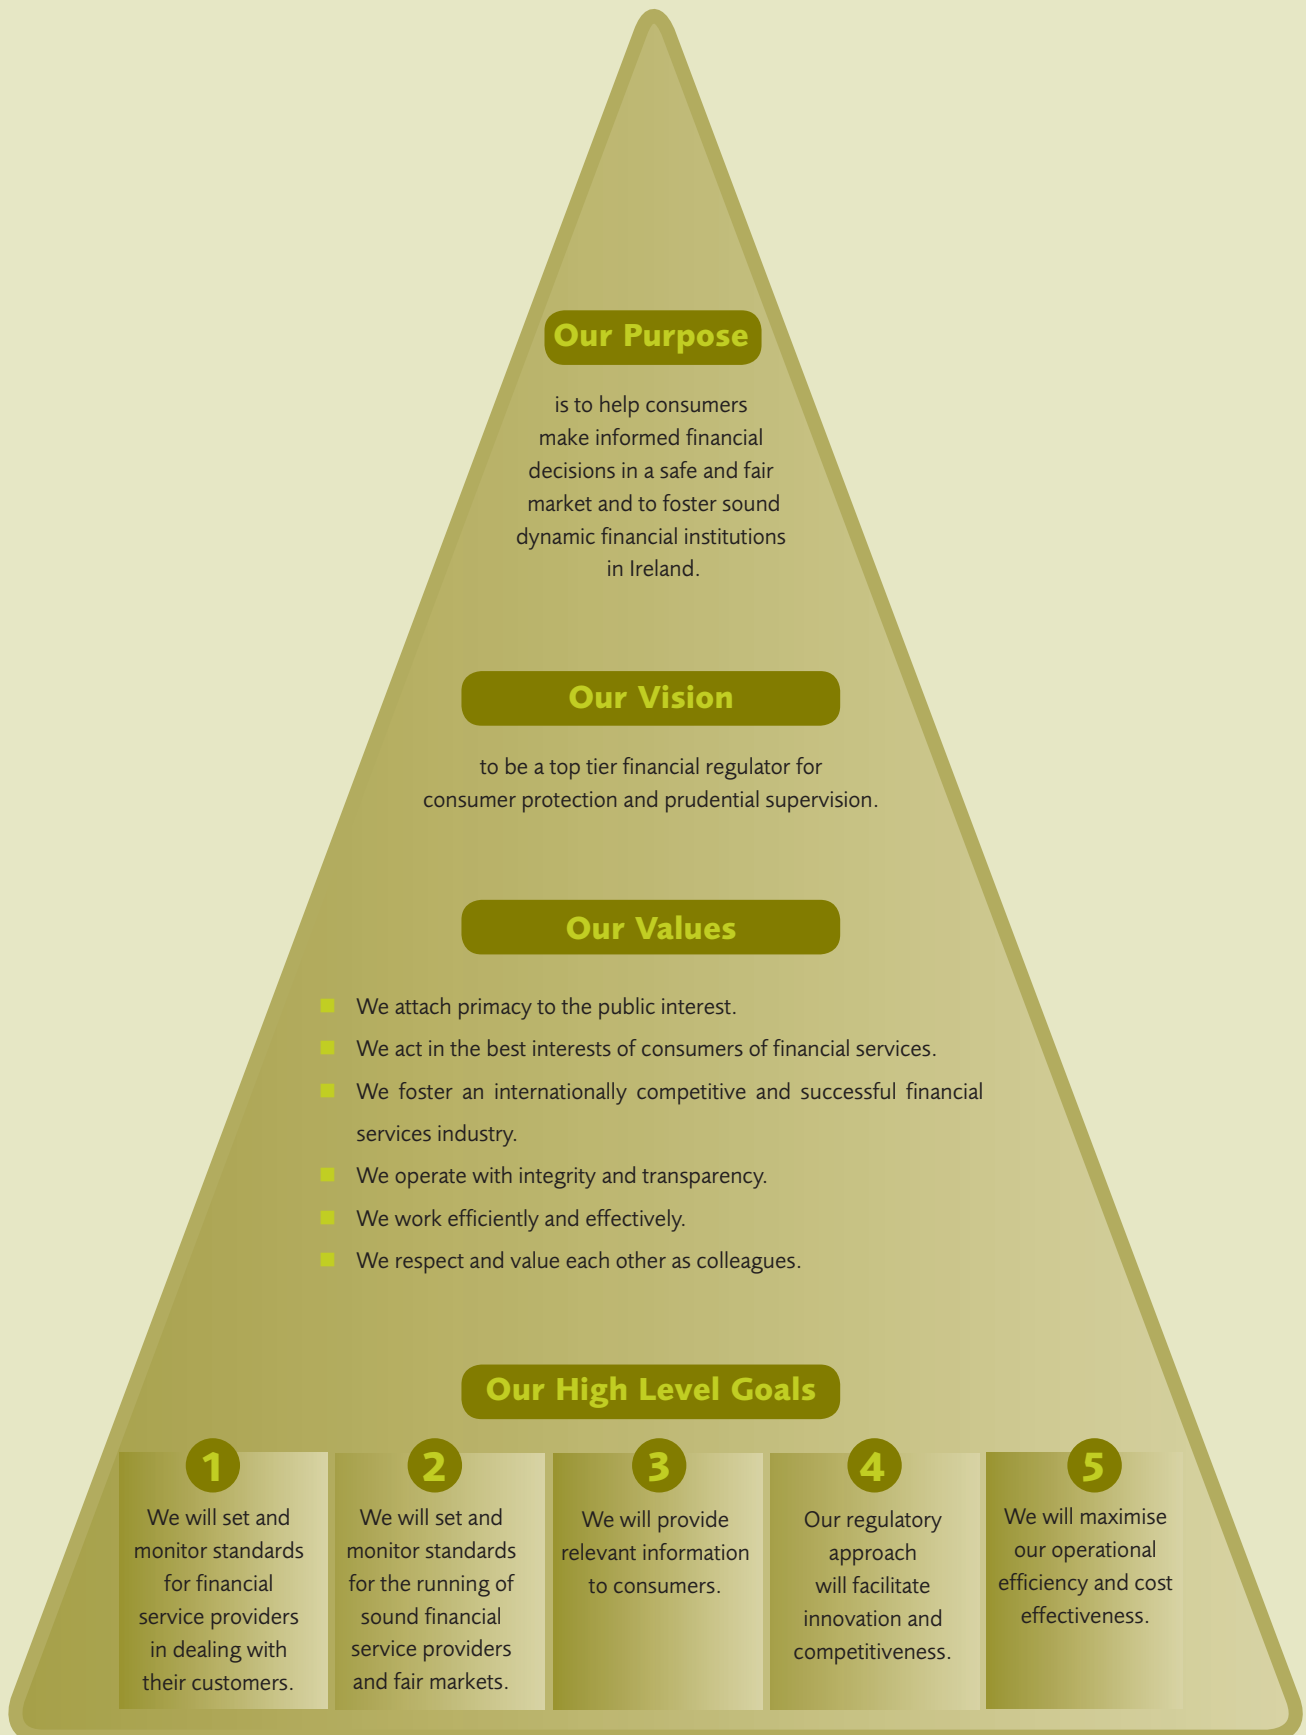 Our Purpose
is to help consumers
make informed financial
decisions in a safe and fair
market and to foster sound
dynamic financial institutions
in Ireland.
Our Vision
to be a top tier financial regulator for
consumer protection and prudential supervision.
Our Values
We attach primacy to the public interest.
We act in the best interests of consumers of financial services.
We foster an internationally competitive and successful financial
services industry.
We operate with integrity and transparency.
We work efficiently and effectively.
We respect and value each other as colleagues.
Our High Level Goals
1
We will set and
monitor standards
for financial
service providers
in dealing with
their customers.
2
We will set and
monitor standards
for the running of
sound financial
service providers
and fair markets.
3
We will provide
relevant information
to consumers.
4
Our regulatory
approach
will facilitate
innovation and
competitiveness.
5
We will maximise
our operational
efficiency and cost
effectiveness.